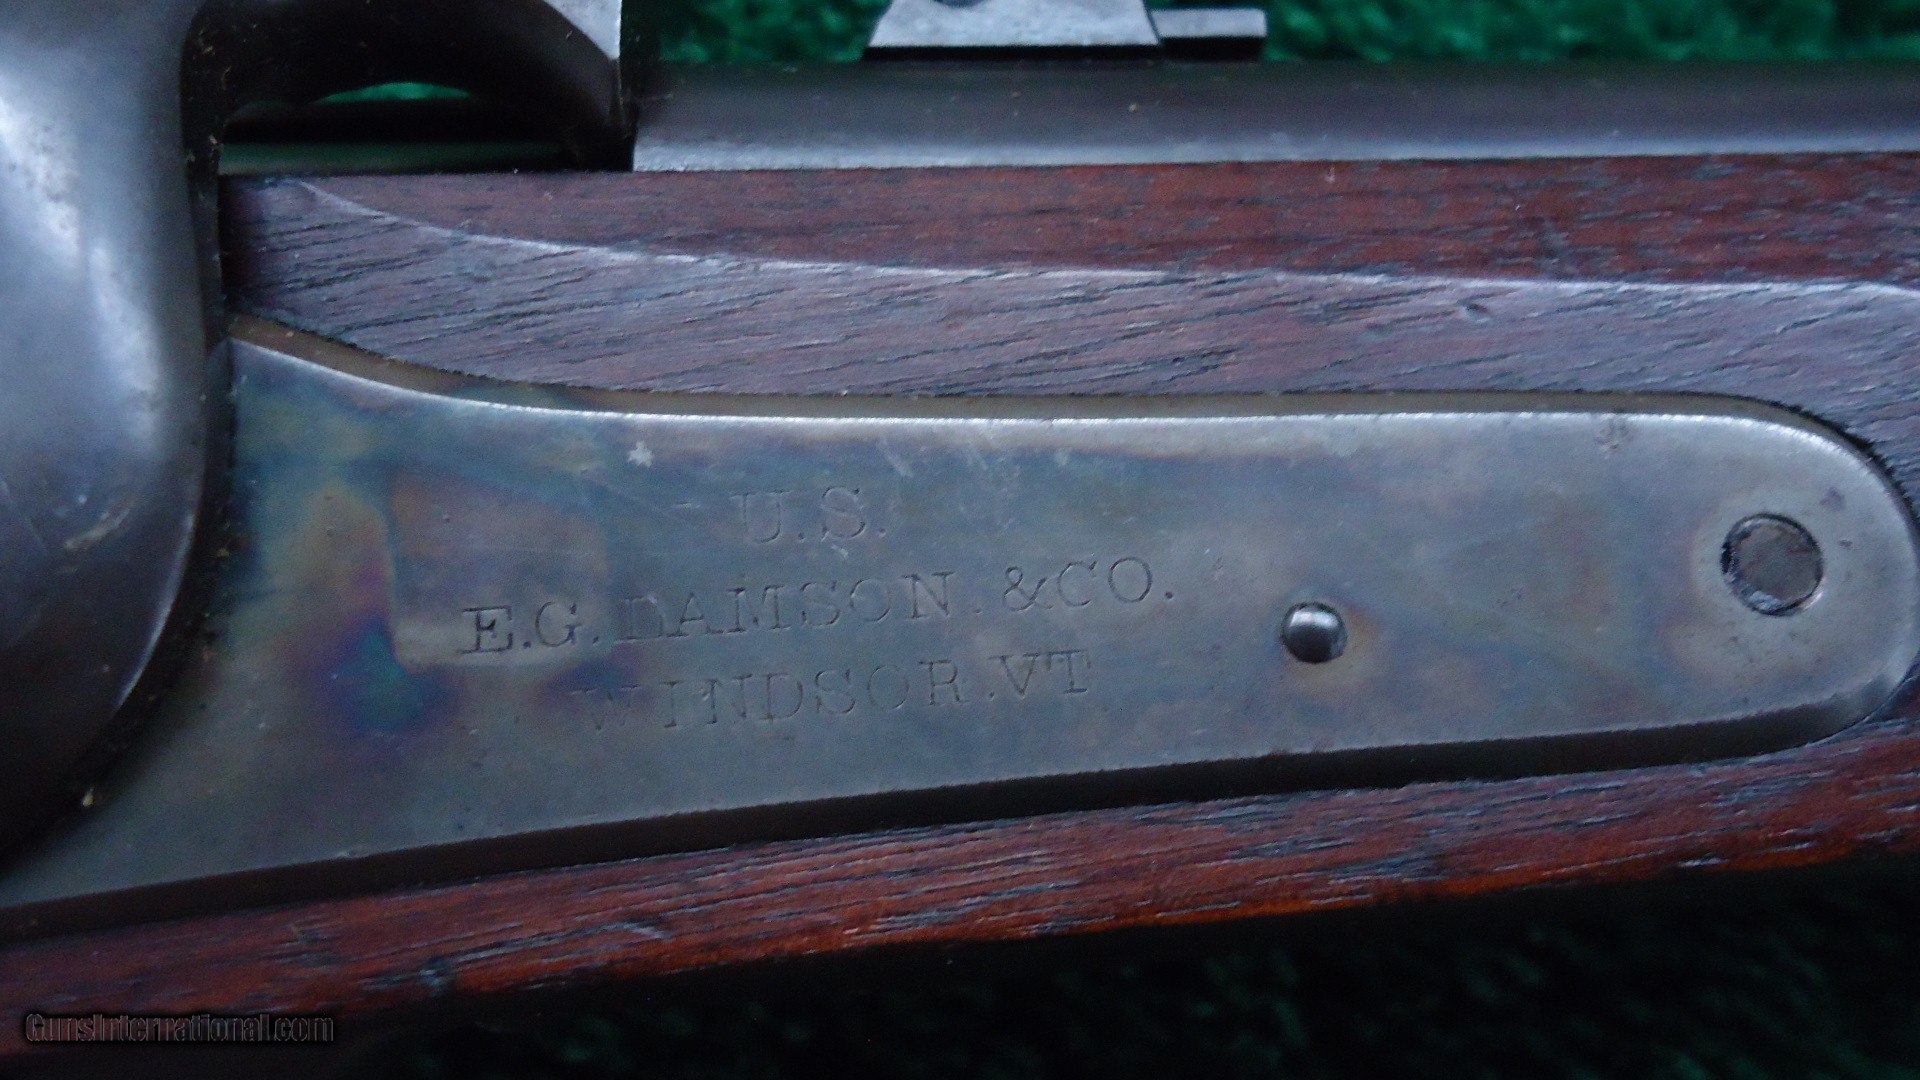 U.S.
E.G. LAMSON. &CO.
WINDSOR.VT
GunsInternational.com